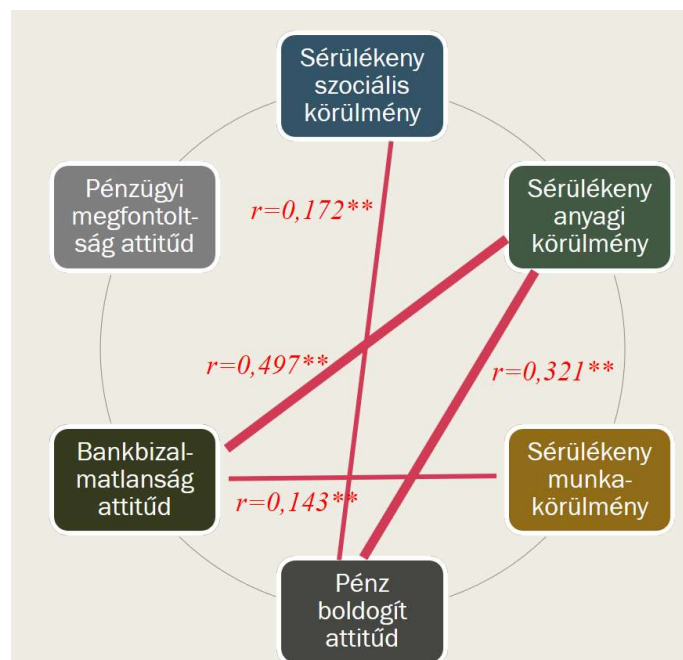 Sérülékeny
szociális
körülmény
Pénzügyi
megfontolt-
ság attitűd
r=0,172**
Sérülékeny
anyagi
körülmény
r=0,497**
r=0,321**
Bankbizal-
matlanság
attitűd
r=0,143**
Sérülékeny
munka-
körülmény
Pénz
boldogít
attitűd